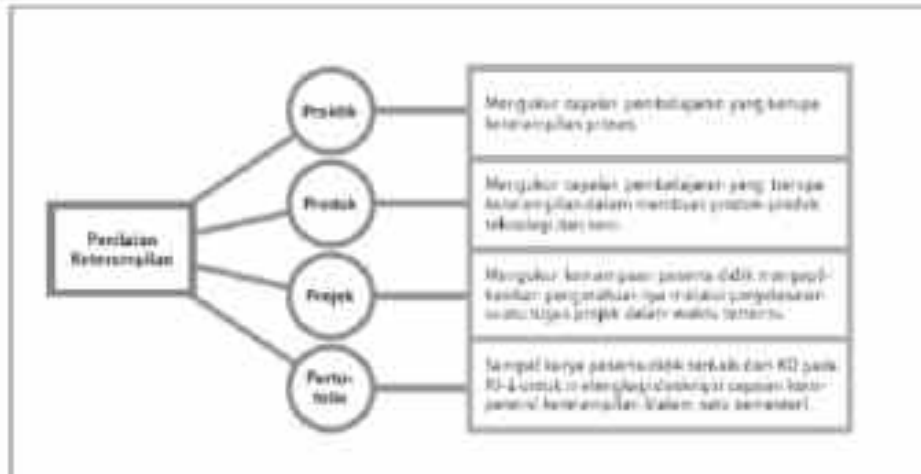 Praktik
Mengukur capaian pembelajaran yang berupa
keterampilan proses.
Produk
Mengukur capaian pembelajaran yang berupa
keterampilan dalam membuat produk-produk
teknologi dan seni.
Penilaian
Keterampilan
Projek
Mengukur kemampuan peserta didik mengapli-
kasikan pengetahuannya melalui penyelesaian
suatu tugas projek dalam waktu tertentu.
Porto-
folio
Sampel karya peserta didik terbaik dari KD pada
KI-4 untuk deskripsi capaian kom-
petensi keterampilan (dalam satu semester).